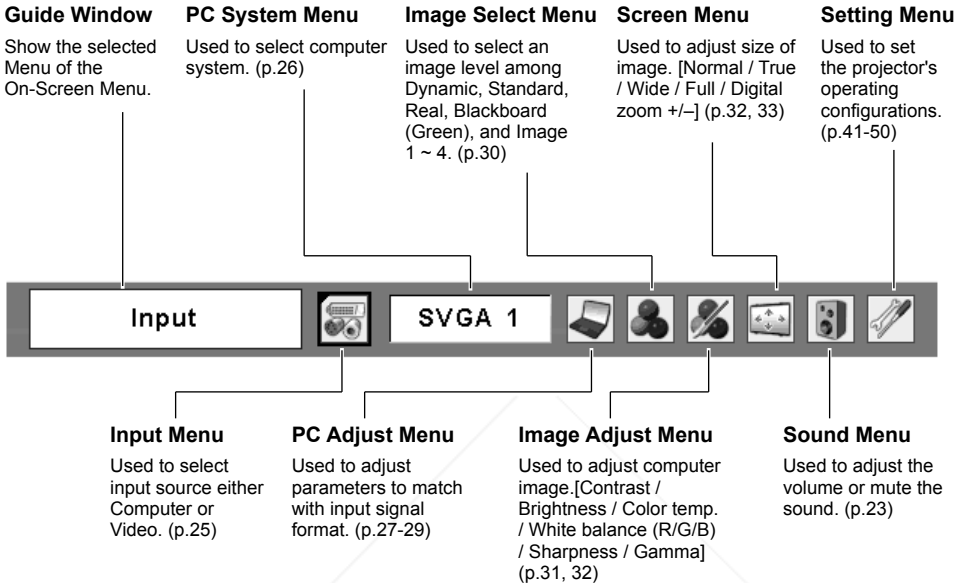 Guide Window
Show the selected
Menu of the
On-Screen Menu.
PC System Menu
Used to select computer
system. (p.26)
Image Select Menu
Used to select an
image level among
Dynamic, Standard,
Real, Blackboard
(Green), and Image
1 ~ 4. (p.30)
Screen Menu
Used to adjust size of
image. [Normal / True
/ Wide / Full / Digital
zoom +/–] (p.32, 33)
Setting Menu
Used to set
the projector's
operating
configurations.
(p.41-50)
Input
SVGA 1
Input Menu
Used to select
input source either
Computer or
Video. (p.25)
PC Adjust Menu
Used to adjust
parameters to match
with input signal
format. (p.27-29)
Image Adjust Menu
Used to adjust computer
image.[Contrast /
Brightness / Color temp.
/ White balance (R/G/B)
/ Sharpness / Gamma]
(p.31, 32)
Sound Menu
Used to adjust the
volume or mute the
sound. (p.23)